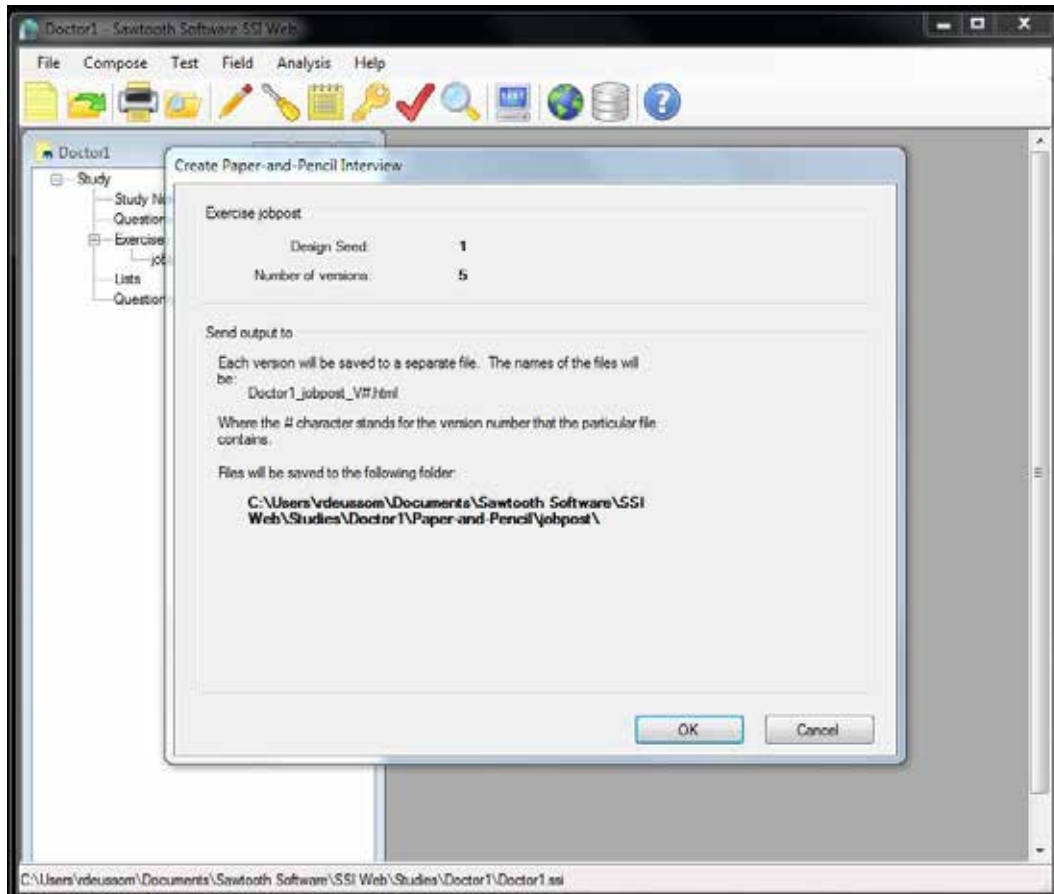 Doctor1 - Sawtooth Software SSI Web
File Compose Test Field Analysis Help
Doctor1
Study
Study
Question
Exercise
Lists
Question
Create Paper-and-Pencil Interview
Exercise jobpost
Design Seed: 1
Number of versions: 5
Send output to
Each version will be saved to a separate file. The names of the files will
be:
Doctor1_jobpost_V#.html
Where the # character stands for the version number that the particular file
contains.
Files will be saved to the following folder:
C:\Users\rdeussom\Documents\Sawtooth Software\SSI
Web\Studies\Doctor1\Paper-and-Pencil\jobpost\
OK Cancel
C:\Users\rdeussom\Documents\Sawtooth Software\SSI Web\Studies\Doctor1\Doctor1.ssi